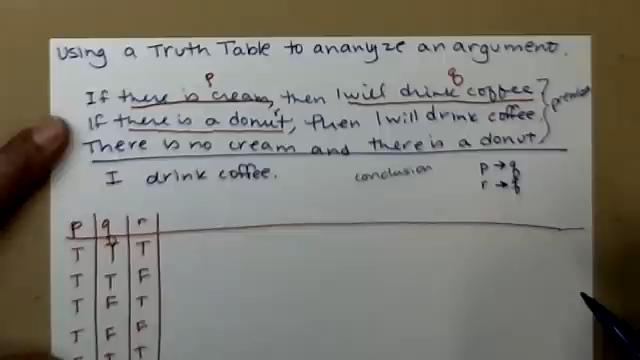 Using a Truth Table to ananyze an argument.
p q
If there is cream, then I will drink coffee
r
If there is a donut, then I will drink coffee
There is no cream and there is a donut
I drink coffee. conclusion
p → q
r → q
p q r
T T T
T T F
T F T
T F F